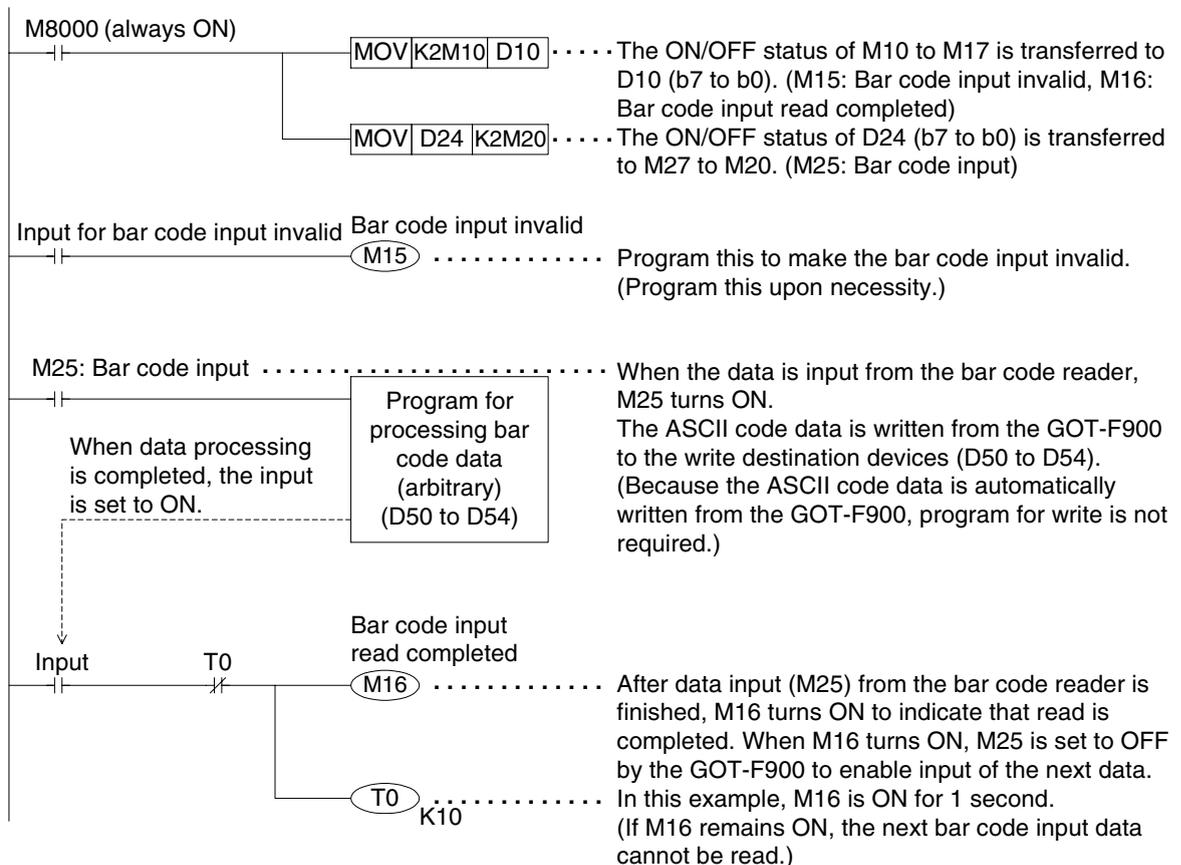 M8000 (always ON)
MOV K2M10 D10
The ON/OFF status of M10 to M17 is transferred to
D10 (b7 to b0). (M15: Bar code input invalid, M16:
Bar code input read completed)
MOV D24 K2M20
The ON/OFF status of D24 (b7 to b0) is transferred
to M27 to M20. (M25: Bar code input)
Input for bar code input invalid
Bar code input invalid
M15
Program this to make the bar code input invalid.
(Program this upon necessity.)
M25: Bar code input
When the data is input from the bar code reader,
M25 turns ON.
The ASCII code data is written from the GOT-F900
to the write destination devices (D50 to D54).
(Because the ASCII code data is automatically
written from the GOT-F900, program for write is not
required.)
Program for
processing bar
code data
(arbitrary)
(D50 to D54)
When data processing
is completed, the input
is set to ON.
Input
T0
Bar code input
read completed
M16
After data input (M25) from the bar code reader is
finished, M16 turns ON to indicate that read is
completed. When M16 turns ON, M25 is set to OFF
by the GOT-F900 to enable input of the next data.
T0
K10
In this example, M16 is ON for 1 second.
(If M16 remains ON, the next bar code input data
cannot be read.)